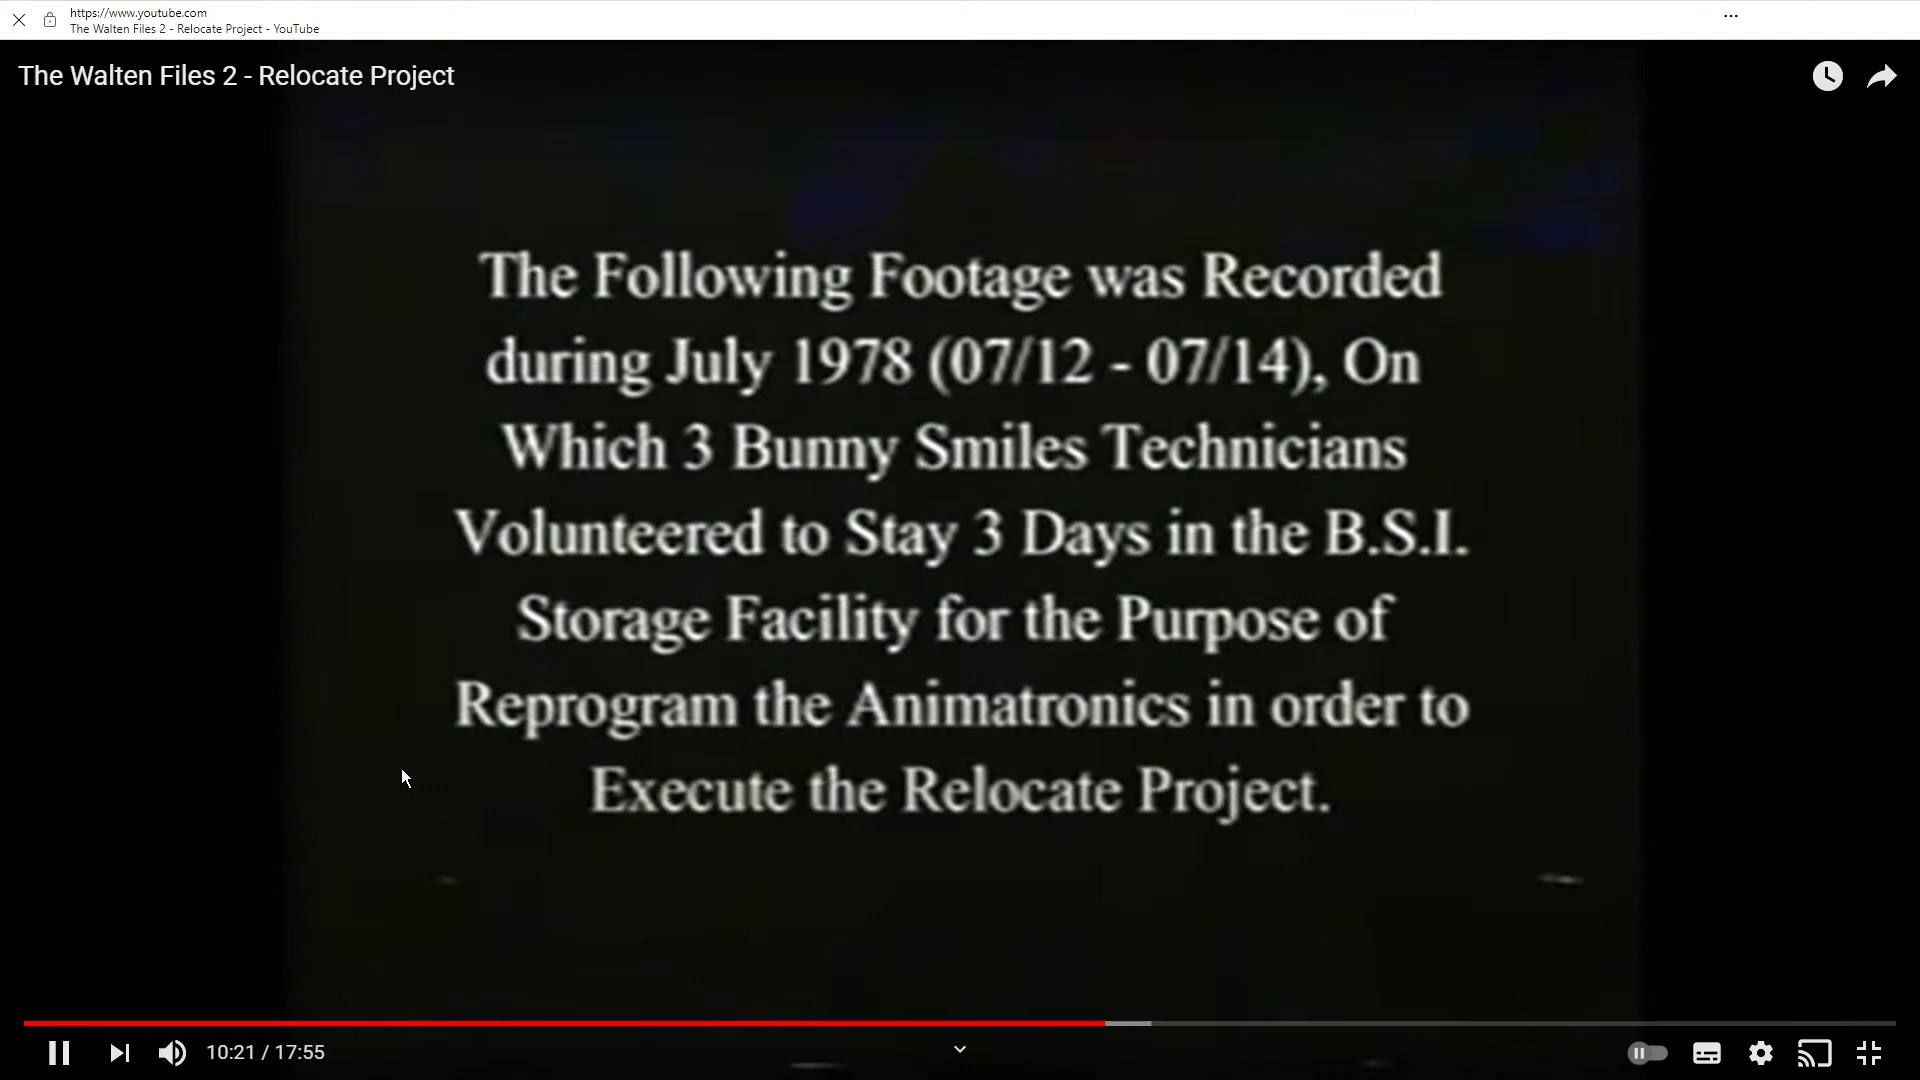 https://www.youtube.com
The Walten Files 2 - Relocate Project - YouTube
The Walten Files 2 - Relocate Project
The Following Footage was Recorded
during July 1978 (07/12 - 07/14), On
Which 3 Bunny Smiles Technicians
Volunteered to Stay 3 Days in the B.S.I.
Storage Facility for the Purpose of
Reprogram the Animatronics in order to
Execute the Relocate Project.
10:21 / 17:55